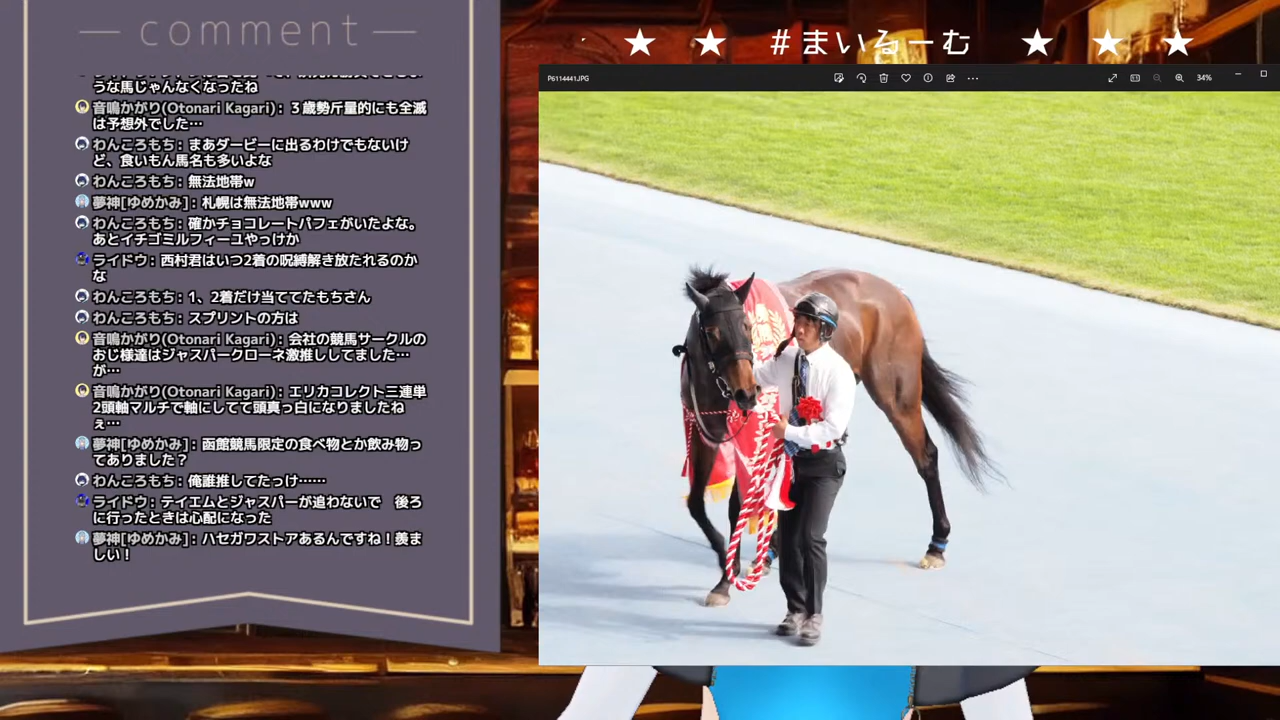 comment
うな馬じゃんなくなったね
音鳴かがり(Otonari Kagari): ３歳勢斤量的にも全滅
は予想外でした…
わんころもち: まあダービーに出るわけでもないけ
ど、食いもん馬名も多いよな
わんころもち: 無法地帯w
夢神[ゆめかみ]: 札幌は無法地帯www
わんころもち: 確かチョコレートパフェがいたよな。
あとイチゴミルフィーユやっけか
ライドウ: 西村君はいつ2着の呪縛解き放たれるのか
な
わんころもち: 1、2着だけ当ててたもちさん
わんころもち: スプリントの方は
音鳴かがり(Otonari Kagari): 会社の競馬サークルの
おじ様達はジャスパークローネ激推ししてました…
が…
音鳴かがり(Otonari Kagari): エリカコレクト三連単
2頭軸マルチで軸にしてて頭真っ白になりましたね
ぇ…
夢神[ゆめかみ]: 函館競馬限定の食べ物とか飲み物っ
てありました？
わんころもち: 俺誰推してたっけ……
ライドウ: テイエムとジャスパーが追わないで　後ろ
に行ったときは心配になった
夢神[ゆめかみ]: ハセガワストアあるんですね！羨ま
しい！
★ ★ #まいるーむ ★ ★ ★
P6114441.JPG
34%